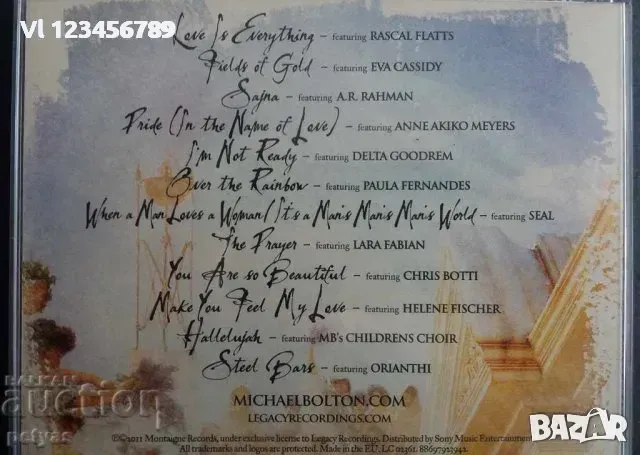 Vl 123456789
Love Is Everything – featuring RASCAL FLATTS
Fields of Gold – featuring EVA CASSIDY
Sajna – featuring A.R. RAHMAN
Pride (In the Name of Love) – featuring ANNE AKIKO MEYERS
I'm Not Ready – featuring DELTA GOODREM
Over the Rainbow – featuring PAULA FERNANDES
When a Man Loves a Woman/It's a Man's Man's Man's World – featuring SEAL
The Prayer – featuring LARA FABIAN
You Are so Beautiful – featuring CHRIS BOTTI
Make You Feel My Love – featuring HELENE FISCHER
Hallelujah – featuring MB's CHILDRENS CHOIR
Steel Bars – featuring ORIANTHI
MICHAELBOLTON.COM
LEGACYRECORDINGS.COM
℗©2011 Montaigne Records, under exclusive license to Legacy Recordings. Distributed by Sony Music Entertainment
All trademarks and logos are protected. Made in the EU, LC 01361. 88697922942.
БАЛКАН
auction
petyas
BAZAR